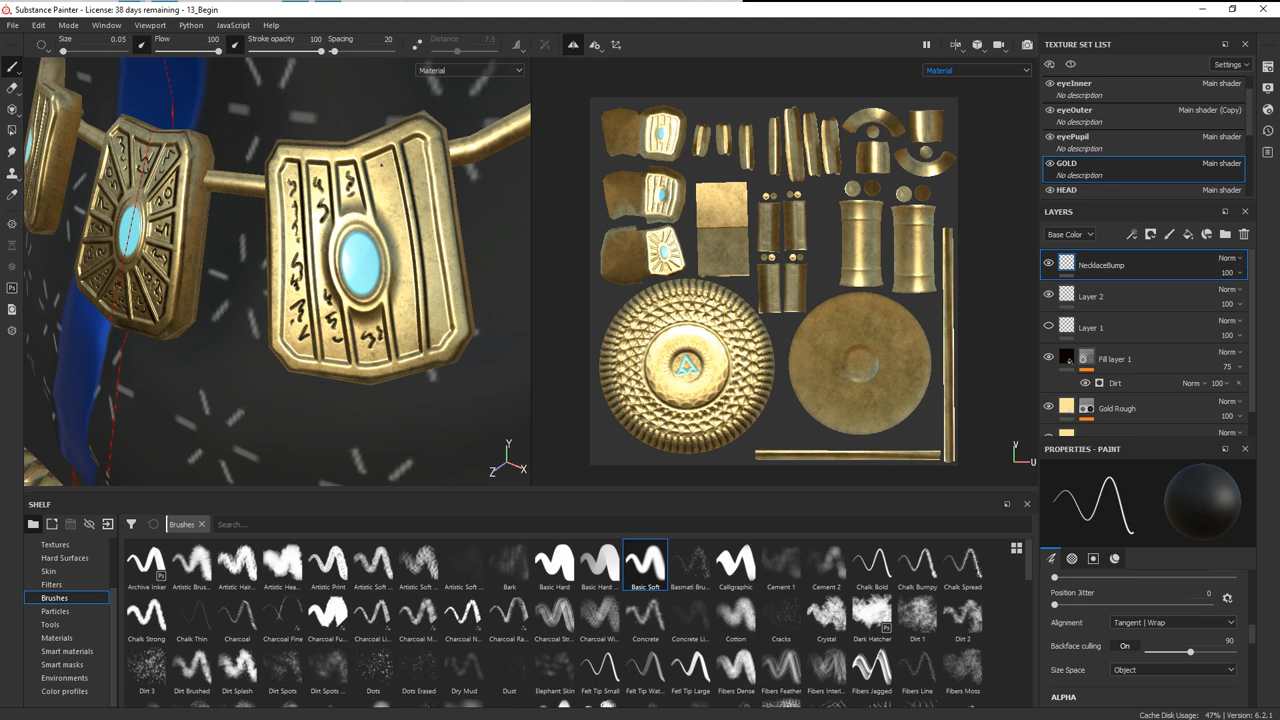 Substance Painter - License: 38 days remaining - 13_Begin
File Edit Mode Window Viewport Python JavaScript Help
Size 0.05 Flow 100 Stroke opacity 100 Spacing 20 Distance 7.5
Material
Material
Y
Z X
V
U
TEXTURE SET LIST
Settings
eyeInner Main shader
No description
eyeOuter Main shader (Copy)
No description
eyePupil Main shader
No description
GOLD Main shader
No description
HEAD Main shader
LAYERS
Base Color
NecklaceBump Norm 100
Layer 2 Norm 100
Layer 1 Norm 100
Fill layer 1 Norm 75
Dirt Norm 100
Gold Rough Norm 100
Norm
PROPERTIES - PAINT
Position Jitter 0
Alignment Tangent | Wrap
Backface culling On 90
Size Space Object
ALPHA
SHELF
Brushes Search...
Textures
Hard Surfaces
Skin
Filters
Brushes
Particles
Tools
Materials
Smart materials
Smart masks
Environments
Color profiles
Archive Inker Artistic Brus... Artistic Hair... Artistic Hea... Artistic Print Artistic Soft ... Artistic Soft ... Artistic Soft ... Bark Basic Hard Basic Hard ... Basic Soft Basmati Bru... Calligraphic Cement 1 Cement 2 Chalk Bold Chalk Bumpy Chalk Spread
Chalk Strong Chalk Thin Charcoal Charcoal Fine Charcoal Fu... Charcoal Li... Charcoal M... Charcoal N... Charcoal Ra... Charcoal Str... Charcoal Wi... Concrete Concrete Li... Cotton Cracks Crystal Dark Hatcher Dirt 1 Dirt 2
Dirt 3 Dirt Brushed Dirt Splash Dirt Spots Dirt Spots ... Dots Dots Erased Dry Mud Dust Elephant Skin Felt Tip Small Felt Tip Wat... Fetl Tip Large Fibers Dense Fibers Feather Fibers Interl... Fibers Jagged Fibers Line Fibers Moss
Cache Disk Usage: 47% | Version: 6.2.1